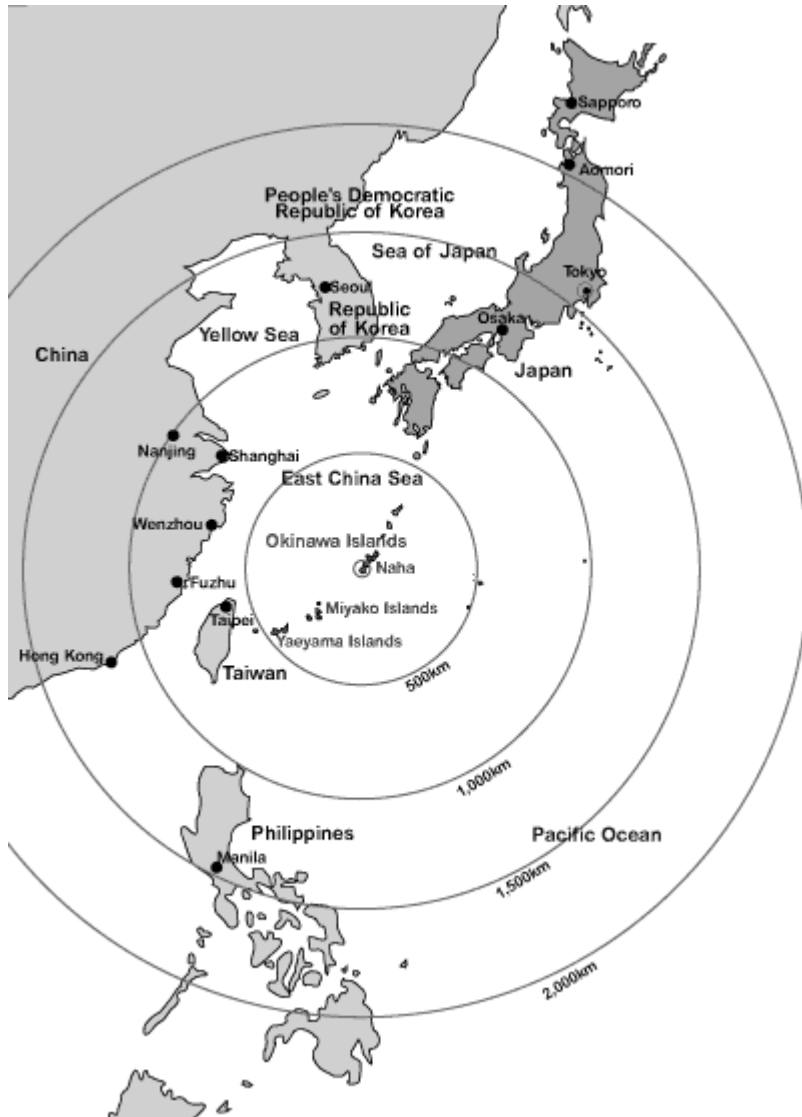 Sapporo
Aomori
People's Democratic
Republic of Korea
Sea of Japan
Tokyo
Seoul
Republic
of Korea
Osaka
Yellow Sea
China
Japan
Nanjing
Shanghai
East China Sea
Wenzhou
Okinawa Islands
Naha
Fuzhu
Miyako Islands
Taipei
Yaeyama Islands
Hong Kong
Taiwan
500km
1,000km
Philippines
Pacific Ocean
Manila
1,500km
2,000km